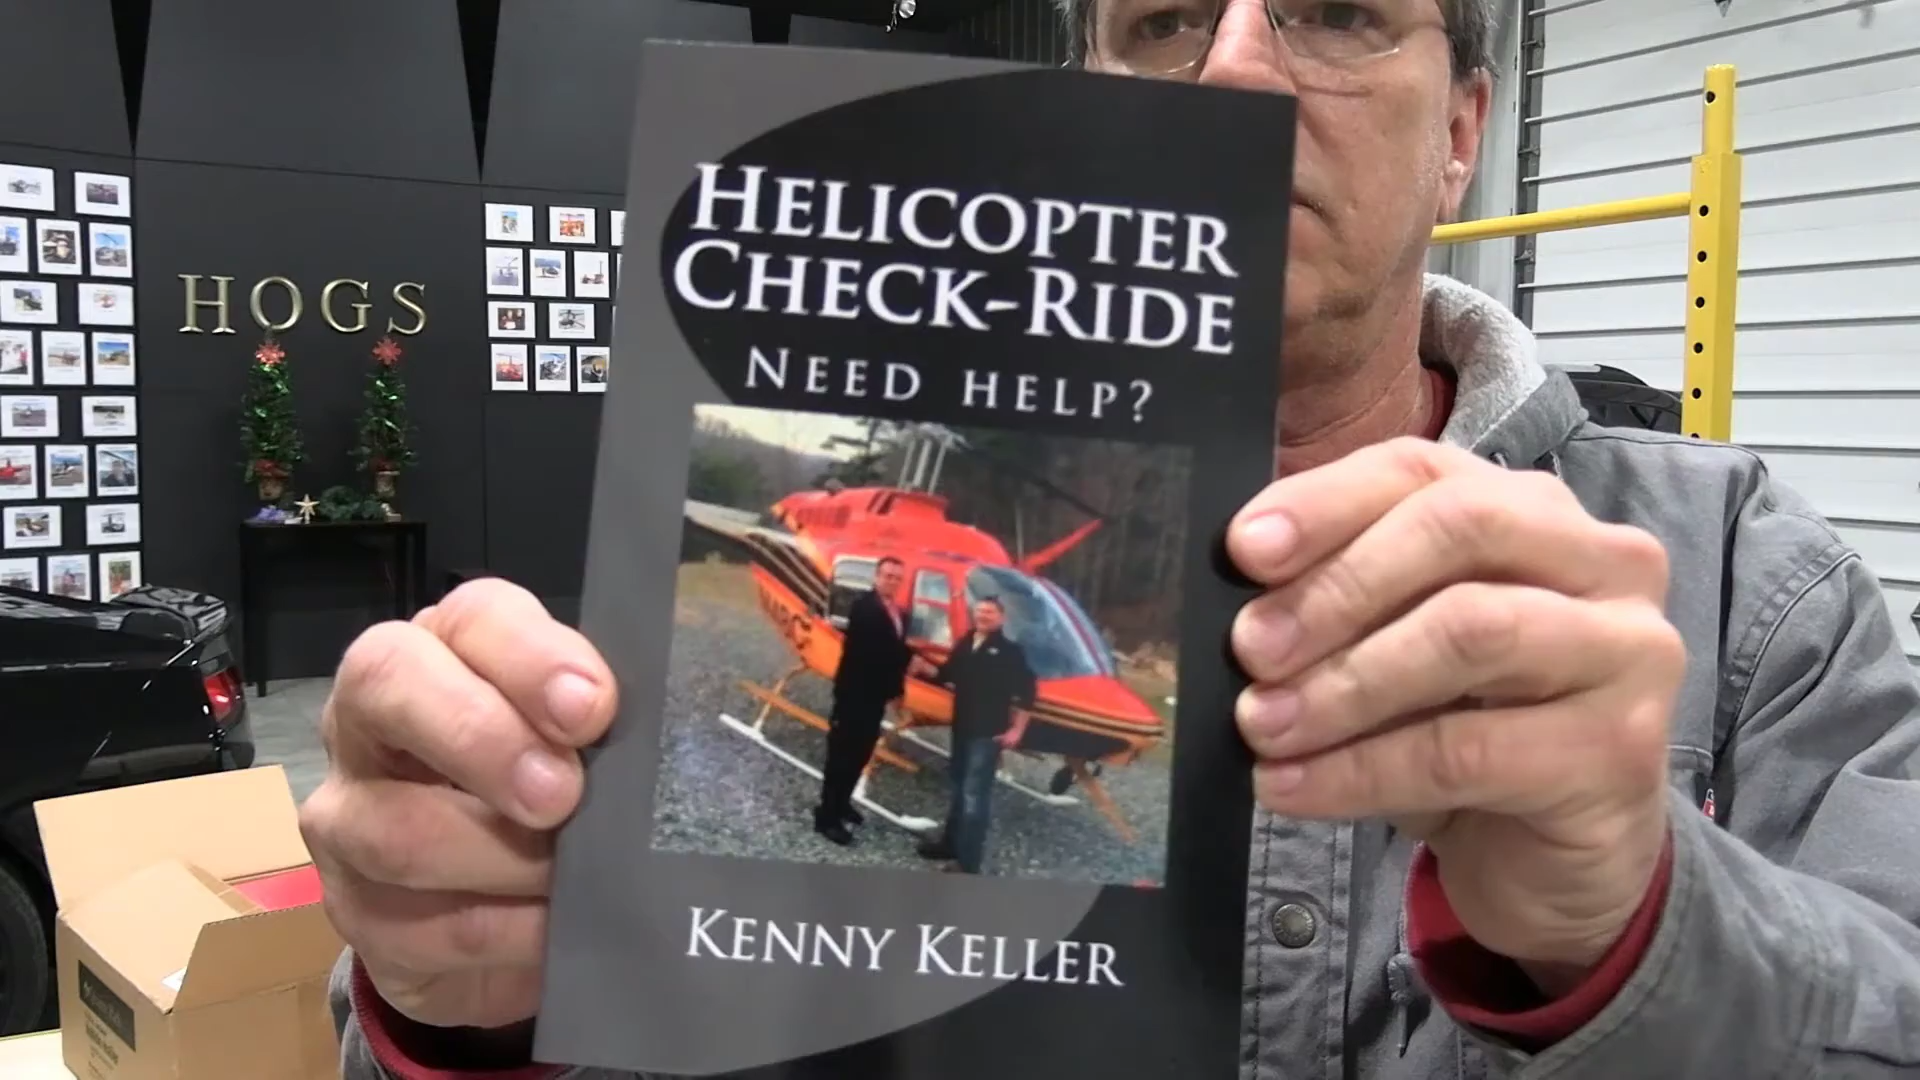 HOGS
HELICOPTER
CHECK-RIDE
NEED HELP?
KENNY KELLER